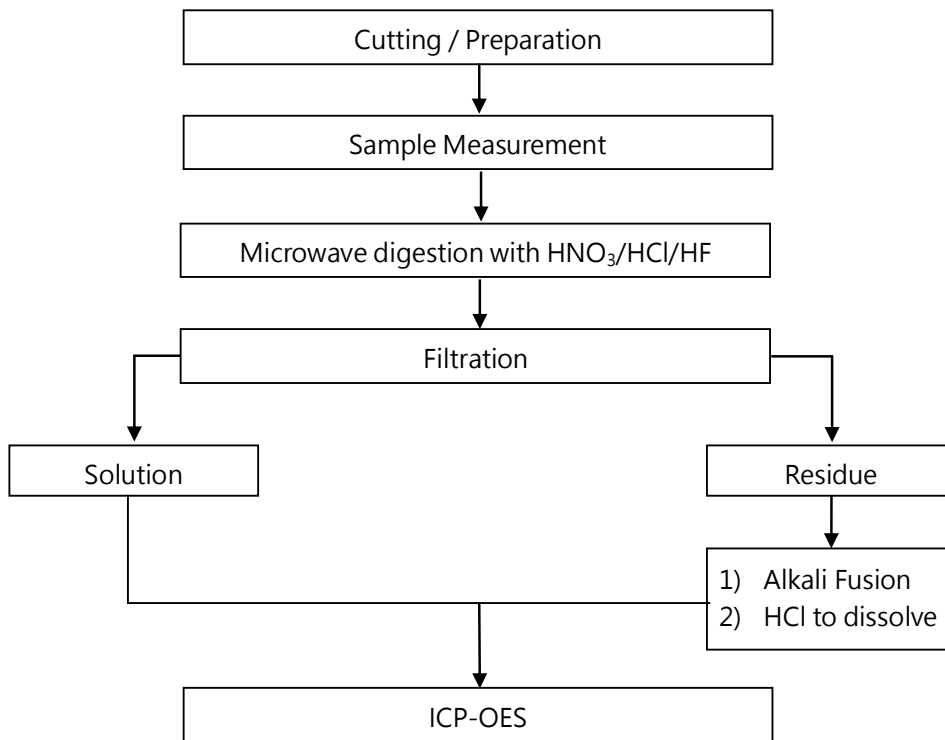 Cutting / Preparation
Sample Measurement
Microwave digestion with HNO₃/HCl/HF
Filtration
Solution
Residue
1) Alkali Fusion
2) HCl to dissolve
ICP-OES